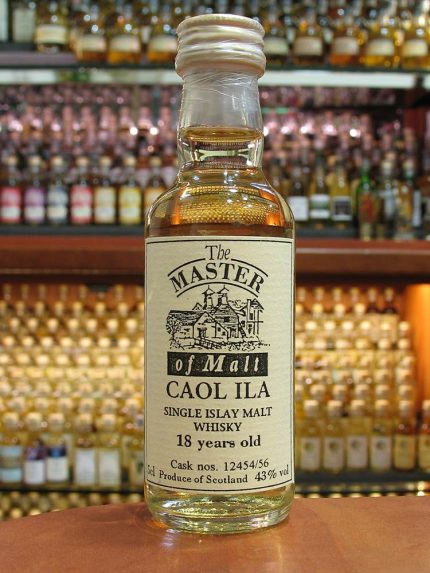 The
MASTER
of Malt
CAOL ILA
SINGLE ISLAY MALT
WHISKY
18 years old
Cask nos. 12454/56
5cl Produce of Scotland 43% vol